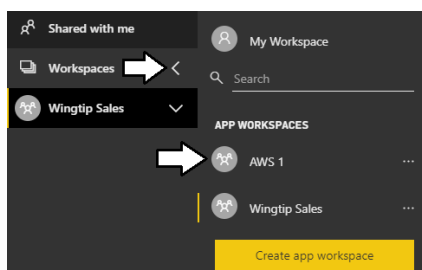 Shared with me
Workspaces
Wingtip Sales
My Workspace
Search
APP WORKSPACES
AWS 1
Wingtip Sales
Create app workspace